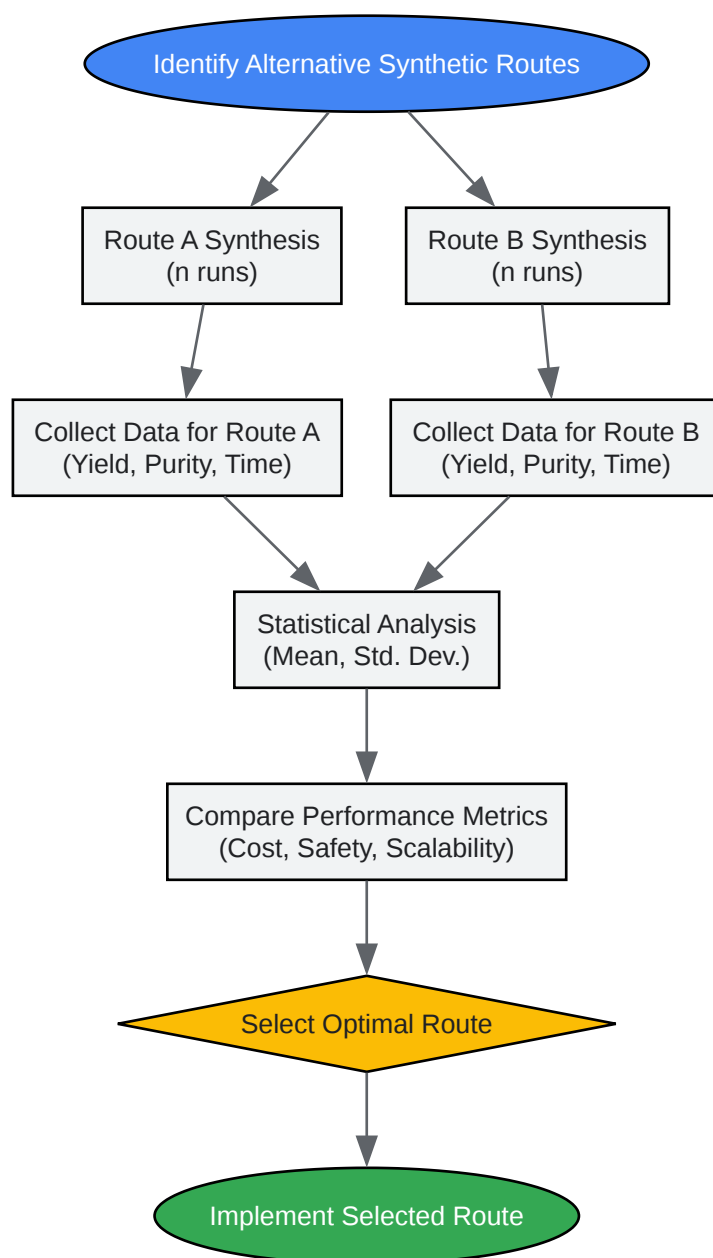 Identify Alternative Synthetic Routes
Route A Synthesis
(n runs)
Route B Synthesis
(n runs)
Collect Data for Route A
(Yield, Purity, Time)
Collect Data for Route B
(Yield, Purity, Time)
Statistical Analysis
(Mean, Std. Dev.)
Compare Performance Metrics
(Cost, Safety, Scalability)
Select Optimal Route
Implement Selected Route